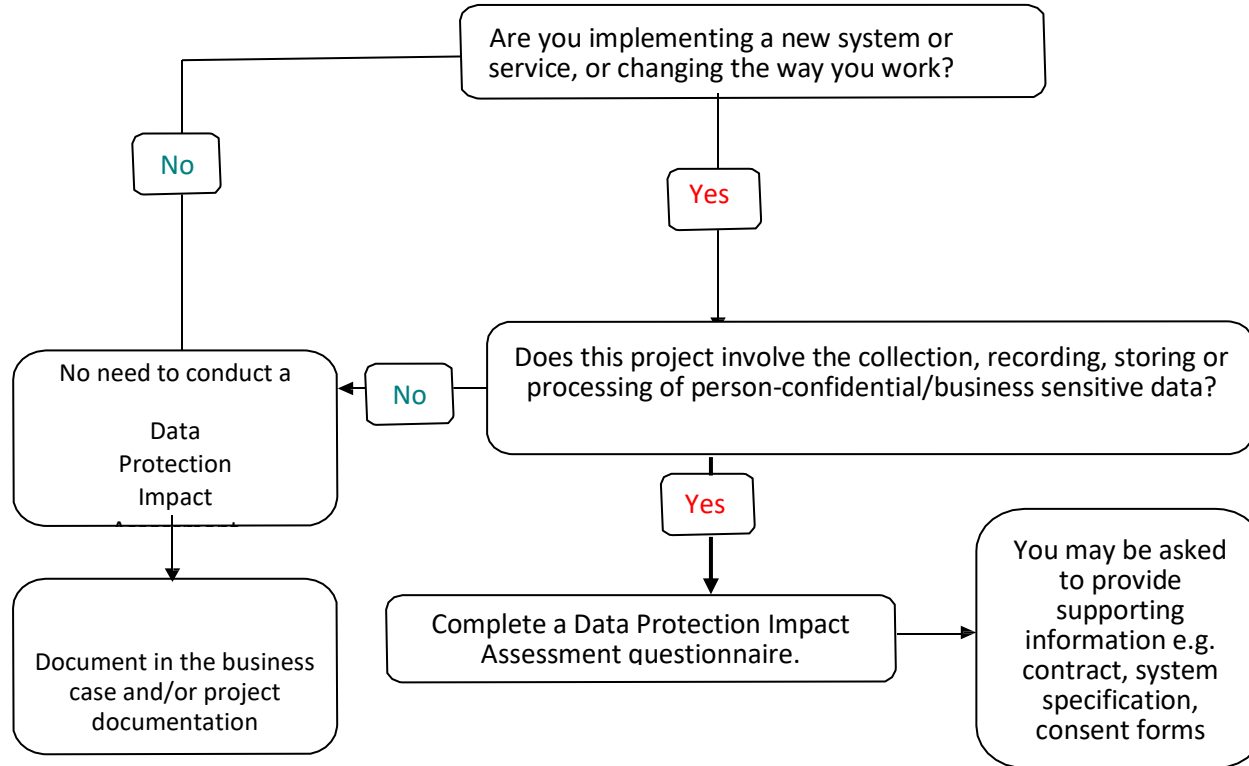 Are you implementing a new system or
service, or changing the way you work?
No
Yes
Does this project involve the collection, recording, storing or
processing of person-confidential/business sensitive data?
No
No need to conduct a
Data
Protection
Impact
Yes
You may be asked
to provide
supporting
information e.g.
contract, system
specification,
consent forms
Complete a Data Protection Impact
Assessment questionnaire.
Document in the business
case and/or project
documentation